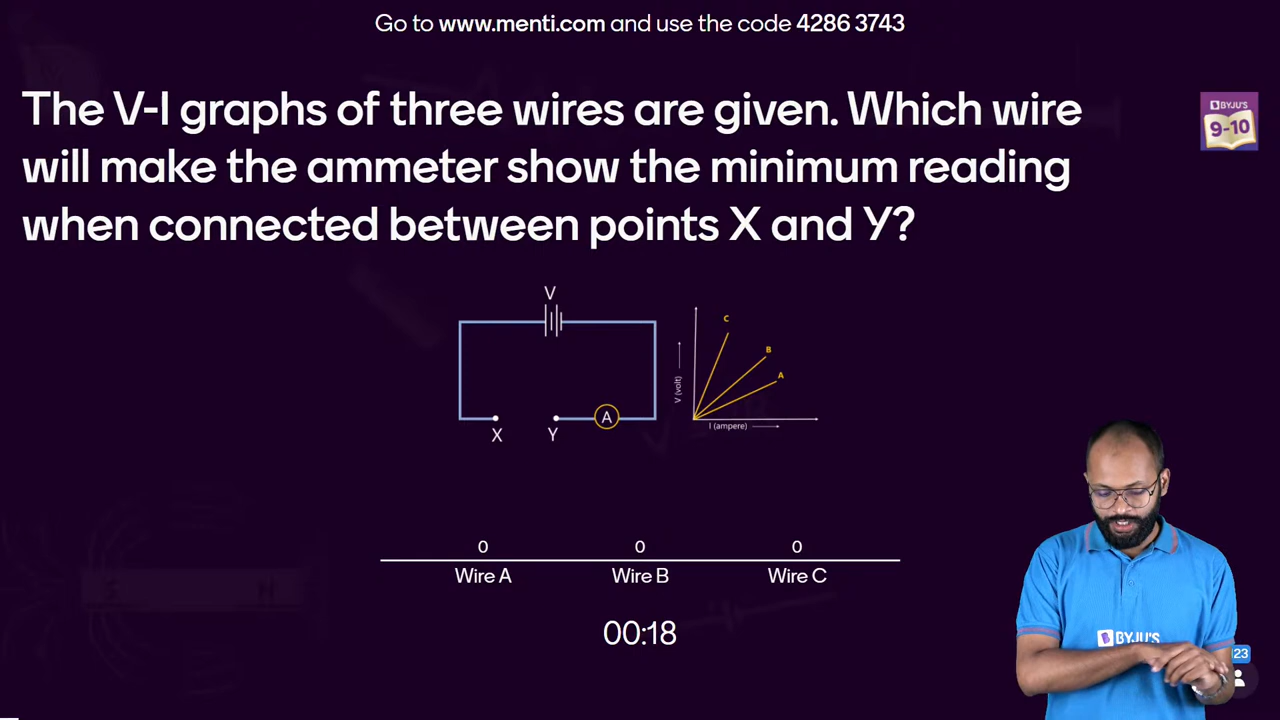 Go to www.menti.com and use the code 4286 3743
The V-I graphs of three wires are given. Which wire
will make the ammeter show the minimum reading
when connected between points X and Y?
BYJU'S
9-10
V
X
Y
A
V (volt)
C
B
A
I (ampere)
0
0
0
Wire A
Wire B
Wire C
00:18
BYJU'S
123